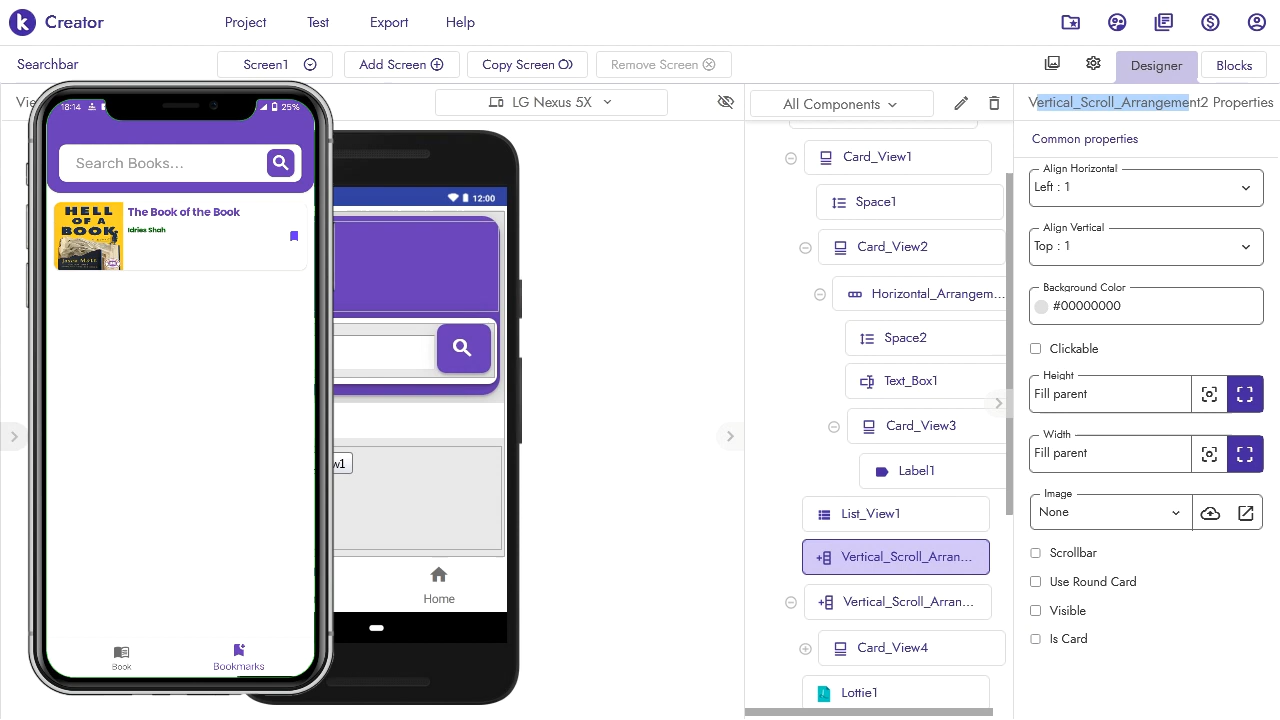 Creator
Project
Test
Export
Help
Searchbar
Screen1
Add Screen
Copy Screen
Remove Screen
Designer
Blocks
LG Nexus 5X
All Components
Vertical_Scroll_Arrangement2 Properties
Common properties
18:14
25%
Search Books...
HELL
OF A
BOOK
The Book of the Book
Idries Shah
Book
Bookmarks
12:00
Home
Card_View1
Space1
Card_View2
Horizontal_Arrangem...
Space2
Text_Box1
Card_View3
Label1
List_View1
Vertical_Scroll_Arran...
Vertical_Scroll_Arran...
Card_View4
Lottie1
Align Horizontal
Left : 1
Align Vertical
Top : 1
Background Color
#00000000
Clickable
Height
Fill parent
Width
Fill parent
Image
None
Scrollbar
Use Round Card
Visible
Is Card